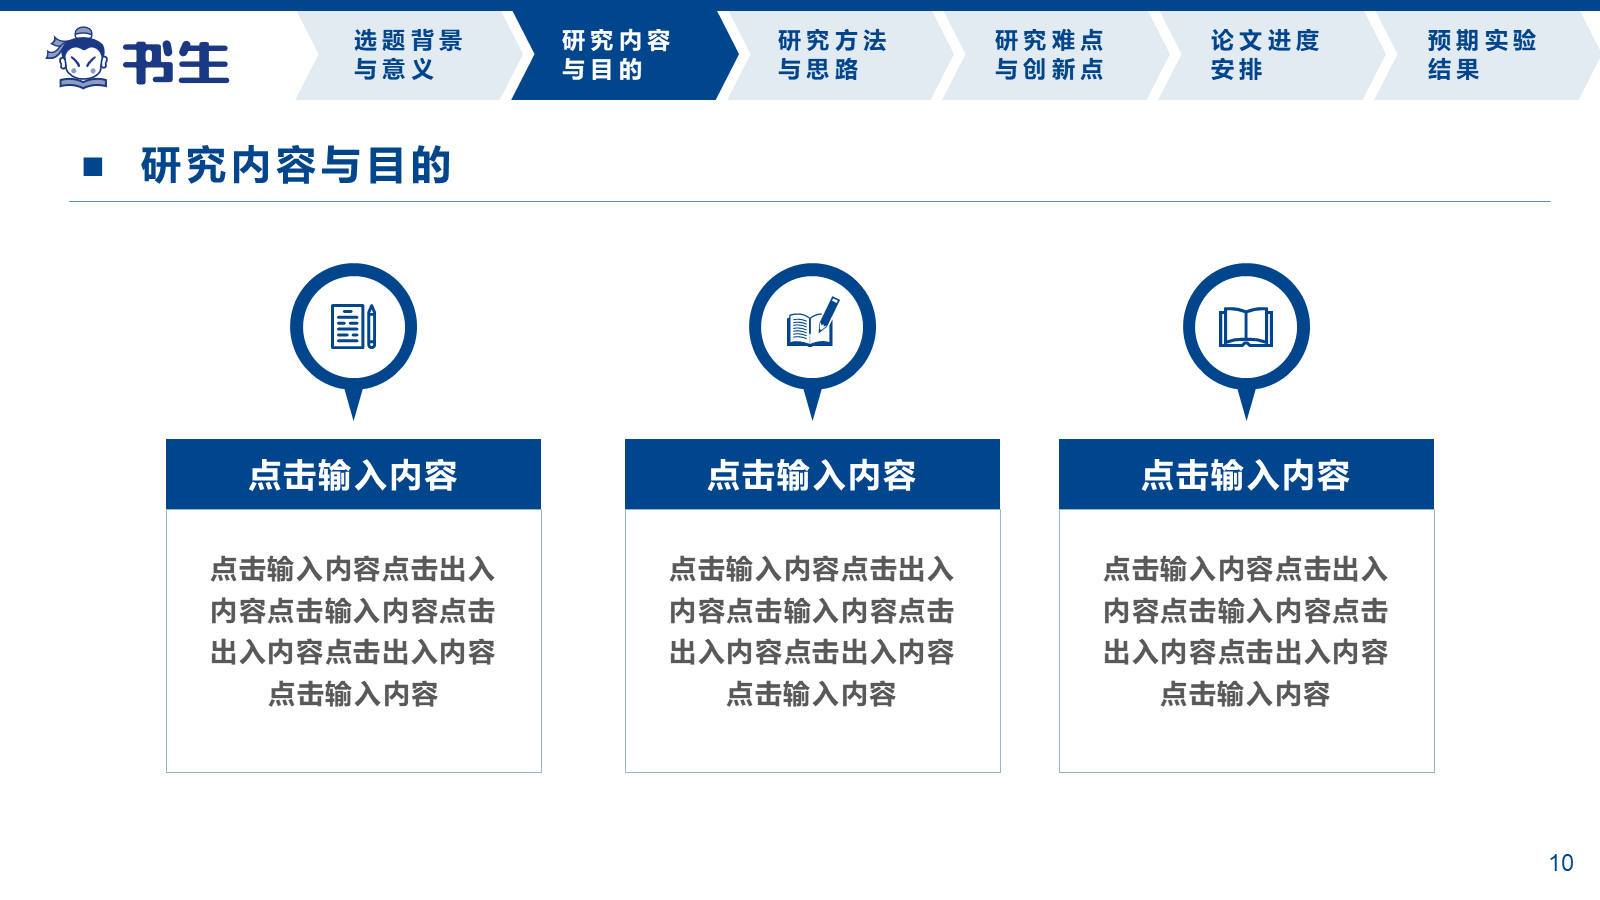 书生
选题背景
与意义
研究内容
与目的
研究方法
与思路
研究难点
与创新点
论文进度
安排
预期实验
结果
研究内容与目的
点击输入内容
点击输入内容点击出入
内容点击输入内容点击
出入内容点击出入内容
点击输入内容
点击输入内容
点击输入内容点击出入
内容点击输入内容点击
出入内容点击出入内容
点击输入内容
点击输入内容
点击输入内容点击出入
内容点击输入内容点击
出入内容点击出入内容
点击输入内容
10